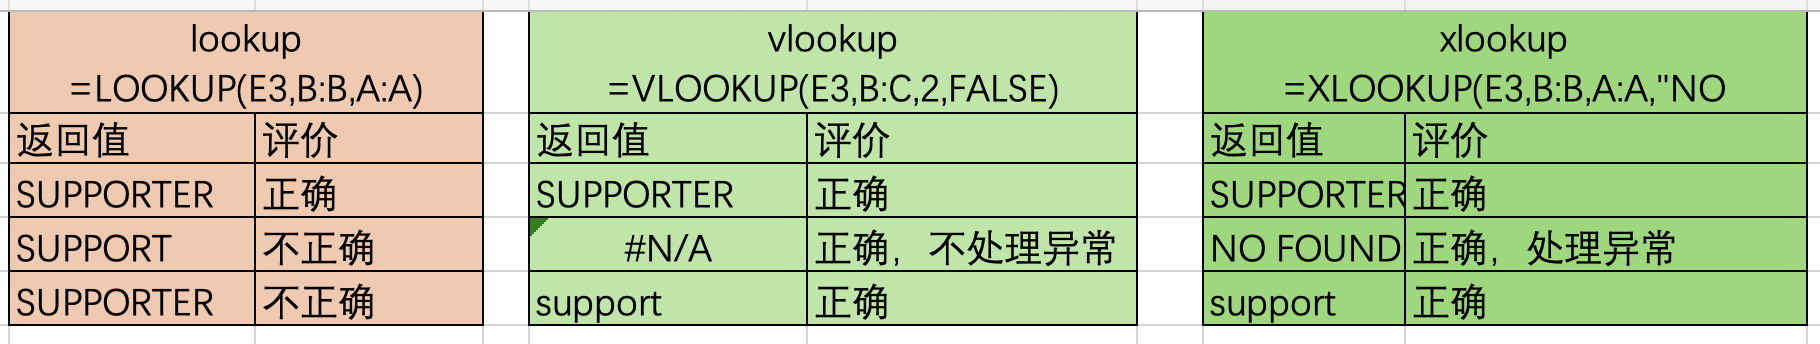 lookup
=LOOKUP(E3,B:B,A:A)
返回值 评价
SUPPORTER 正确
SUPPORT 不正确
SUPPORTER 不正确
vlookup
=VLOOKUP(E3,B:C,2,FALSE)
返回值 评价
SUPPORTER 正确
#N/A 正确，不处理异常
support 正确
xlookup
=XLOOKUP(E3,B:B,A:A,"NO
返回值 评价
SUPPORTER 正确
NO FOUND 正确，处理异常
support 正确